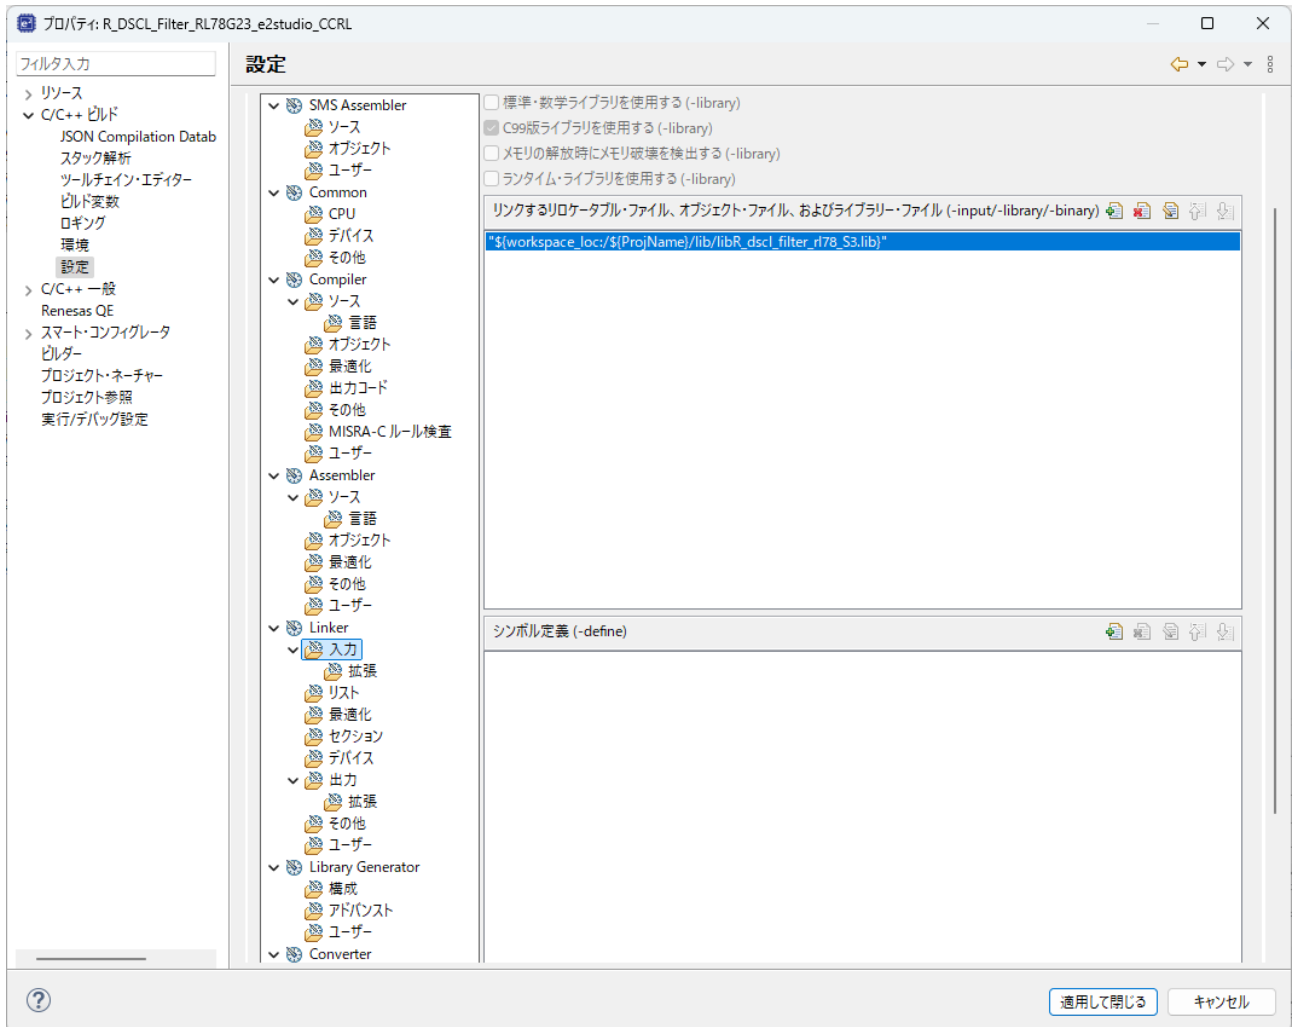 プロパティ: R_DSCL_Filter_RL78G23_e2studio_CCRL
フィルタ入力
リソース
C/C++ ビルド
JSON Compilation Datab
スタック解析
ツールチェイン・エディター
ビルド変数
ロギング
環境
設定
C/C++ 一般
Renesas QE
スマート・コンフィグレータ
ビルダー
プロジェクト・ネーチャー
プロジェクト参照
実行/デバッグ設定
設定
SMS Assembler
ソース
オブジェクト
ユーザー
Common
CPU
デバイス
その他
Compiler
ソース
言語
オブジェクト
最適化
出力コード
その他
MISRA-C ルール検査
ユーザー
Assembler
ソース
言語
オブジェクト
最適化
その他
ユーザー
Linker
入力
拡張
リスト
最適化
セクション
デバイス
出力
拡張
その他
ユーザー
Library Generator
構成
アドバンスト
ユーザー
Converter
標準・数学ライブラリを使用する (-library)
C99版ライブラリを使用する (-library)
メモリの解放時にメモリ破壊を検出する (-library)
ランタイム・ライブラリを使用する (-library)
リンクするリロケータブル・ファイル、オブジェクト・ファイル、およびライブラリー・ファイル (-input/-library/-binary)
"${workspace_loc:/${ProjName}/lib/libR_dscl_filter_rl78_S3.lib}"
シンボル定義 (-define)
適用して閉じる
キャンセル